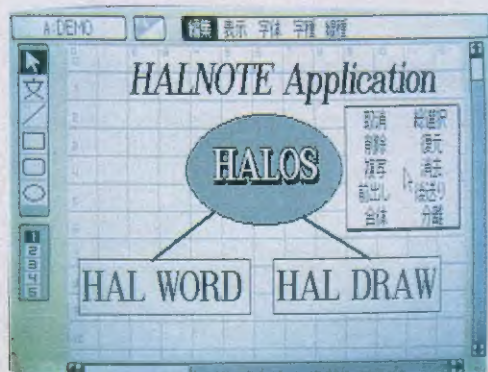 A:DEMO 編集 表示 字体 字種 線種
文
HALNOTE Application
取消 総選択
削除 復元
複写 消去
前出し 後送り
合体 分離
HALOS
1
2
3
4
5
HAL WORD HAL DRAW